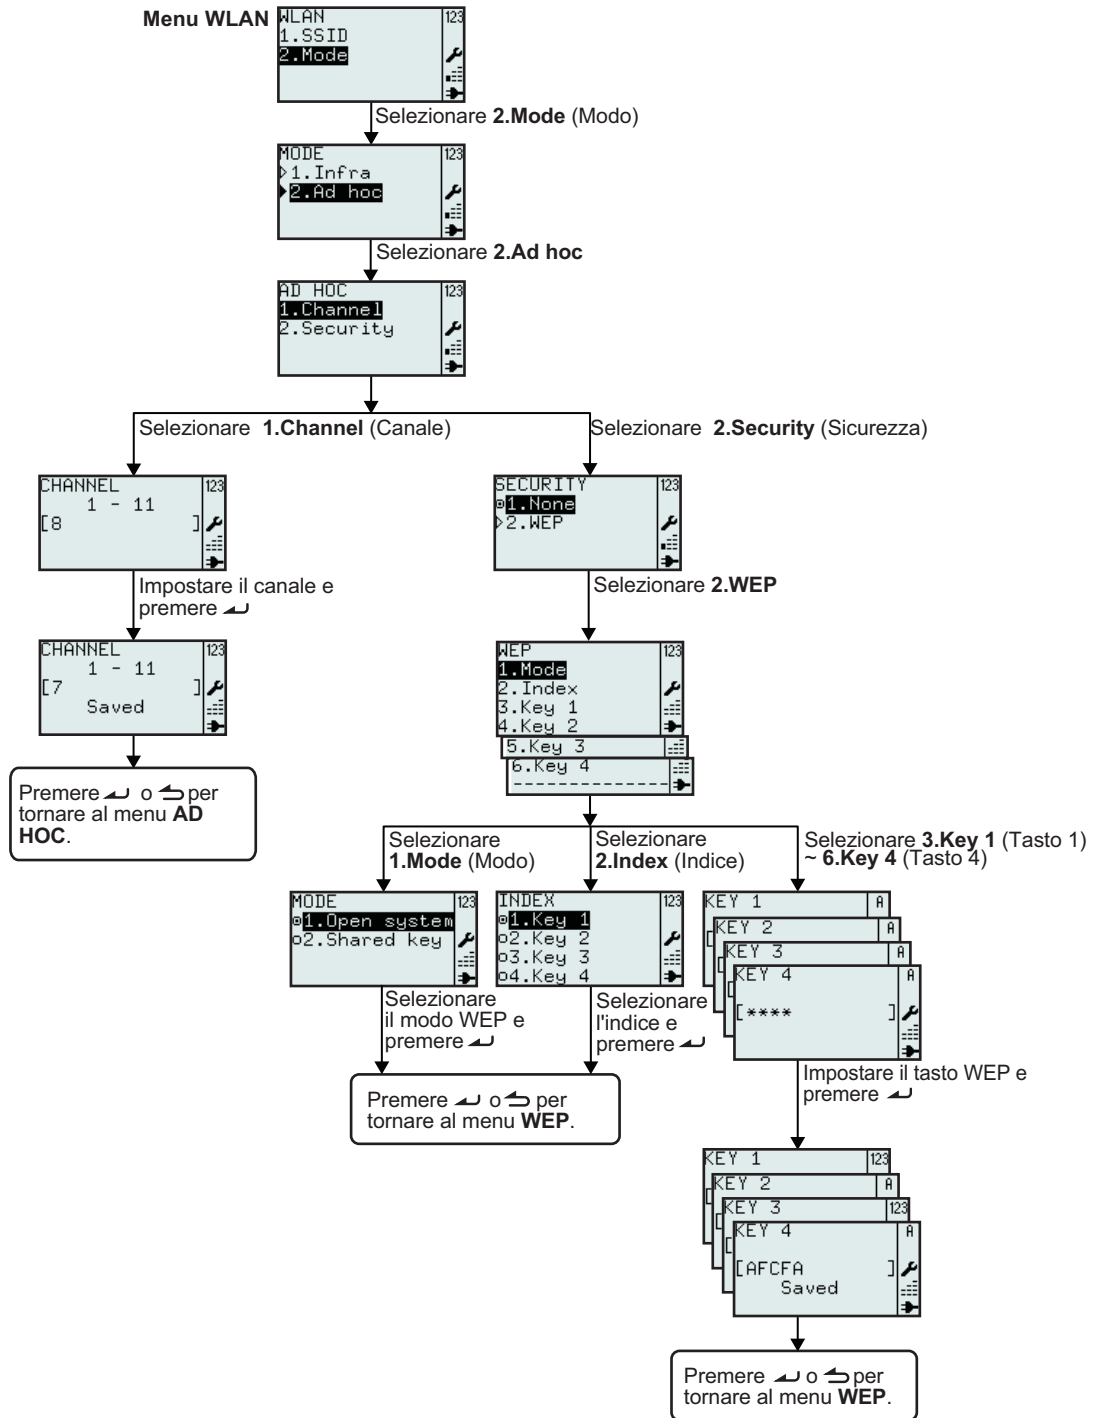 Menu WLAN
WLAN
123
1.SSID
2.Mode
Selezionare 2.Mode (Modo)
MODE
123
1.Infra
2.Ad hoc
Selezionare 2.Ad hoc
AD HOC
123
1.Channel
2.Security
Selezionare 1.Channel (Canale)
Selezionare 2.Security (Sicurezza)
CHANNEL
123
1 - 11
[8 ]
Impostare il canale e
premere
CHANNEL
123
1 - 11
[7 ]
Saved
Premere o per
tornare al menu AD
HOC.
SECURITY
123
1.None
2.WEP
Selezionare 2.WEP
WEP
123
1.Mode
2.Index
3.Key 1
4.Key 2
5.Key 3
6.Key 4
----------------
Selezionare
1.Mode (Modo)
Selezionare
2.Index (Indice)
Selezionare 3.Key 1 (Tasto 1)
~ 6.Key 4 (Tasto 4)
MODE
123
1.Open system
2.Shared key
Selezionare
il modo WEP e
premere
INDEX
123
1.Key 1
2.Key 2
3.Key 3
4.Key 4
Selezionare
l'indice e
premere
Premere o per
tornare al menu WEP.
KEY 1
A
KEY 2
A
KEY 3
A
KEY 4
A
[**** ]
Impostare il tasto WEP e
premere
KEY 1
123
KEY 2
A
KEY 3
123
KEY 4
A
[AFCFA ]
Saved
Premere o per
tornare al menu WEP.